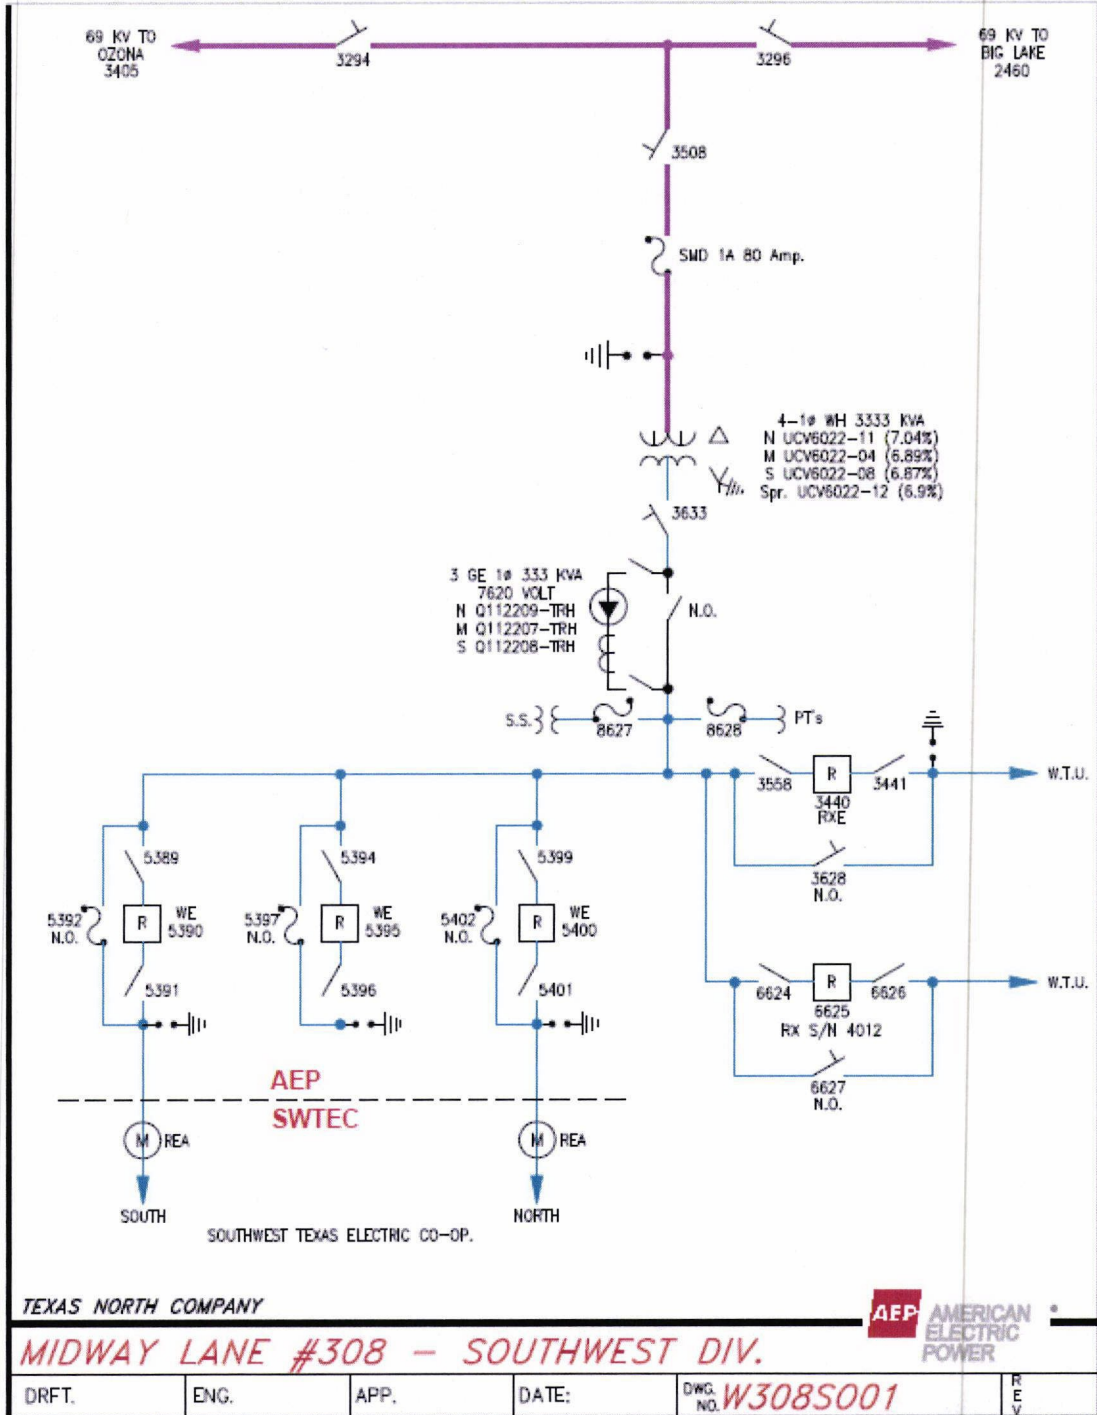 69 KV TO
OZONA
3405
3294
3296
69 KV TO
BIG LAKE
2460
3508
SMD 1A 80 Amp.
4-1ø WH 3333 KVA
N UCV6022-11 (7.04%)
M UCV6022-04 (6.89%)
S UCV6022-08 (6.87%)
Spr. UCV6022-12 (6.9%)
3633
3 GE 1ø 333 KVA
7620 VOLT
N Q112209-TRH
M Q112207-TRH
S Q112208-TRH
N.O.
S.S.
8627
8628
PT's
3558
R
3440
RXE
3441
W.T.U.
3628
N.O.
5389
5394
5399
5392
N.O.
R
WE
5390
5397
N.O.
R
WE
5395
5402
N.O.
R
WE
5400
5391
5396
5401
6624
R
6625
6626
RX S/N 4012
W.T.U.
6627
N.O.
AEP
SWTEC
M
REA
M
REA
SOUTH
NORTH
SOUTHWEST TEXAS ELECTRIC CO-OP.
TEXAS NORTH COMPANY
AEP
AMERICAN
ELECTRIC
POWER
MIDWAY LANE #308 - SOUTHWEST DIV.
DRFT.
ENG.
APP.
DATE:
DWG. NO. W308S001
REV